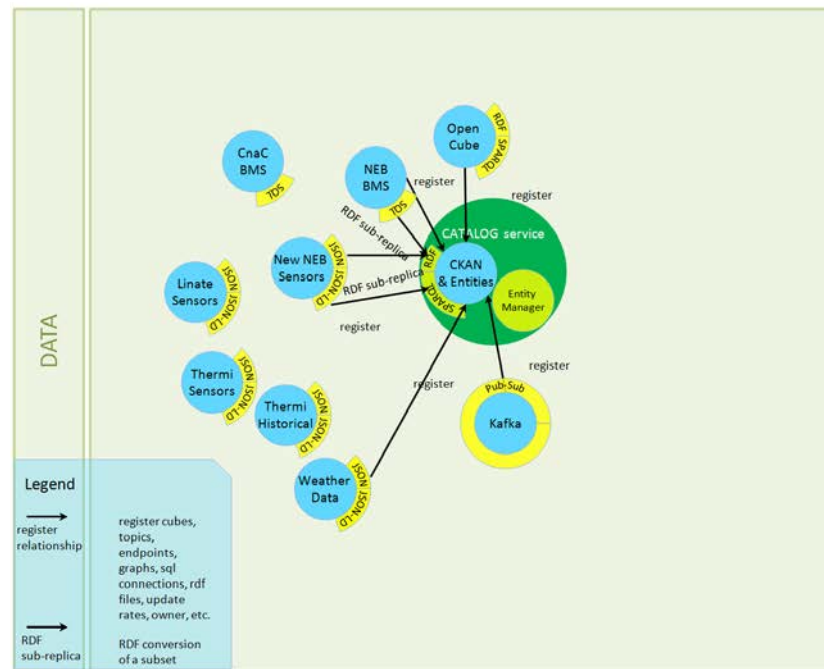 DATA
Open
Cube
RDF SPARQL
CnaC
BMS
SQL
NEB
BMS
SQL
register
register
RDF sub-replica
CATALOG service
CKAN
& Entities
RDF
SPARQL
Entity
Manager
New NEB
Sensors
JSON JSON-LD
RDF sub-replica
register
Linate
Sensors
JSON JSON-LD
Thermi
Sensors
JSON JSON-LD
Thermi
Historical
JSON JSON-LD
register
register
Pub-Sub
Kafka
Weather
Data
JSON JSON-LD
Legend
register
relationship
register cubes,
topics,
endpoints,
graphs, sql
connections, rdf
files, update
rates, owner, etc.
RDF
sub-replica
RDF conversion
of a subset